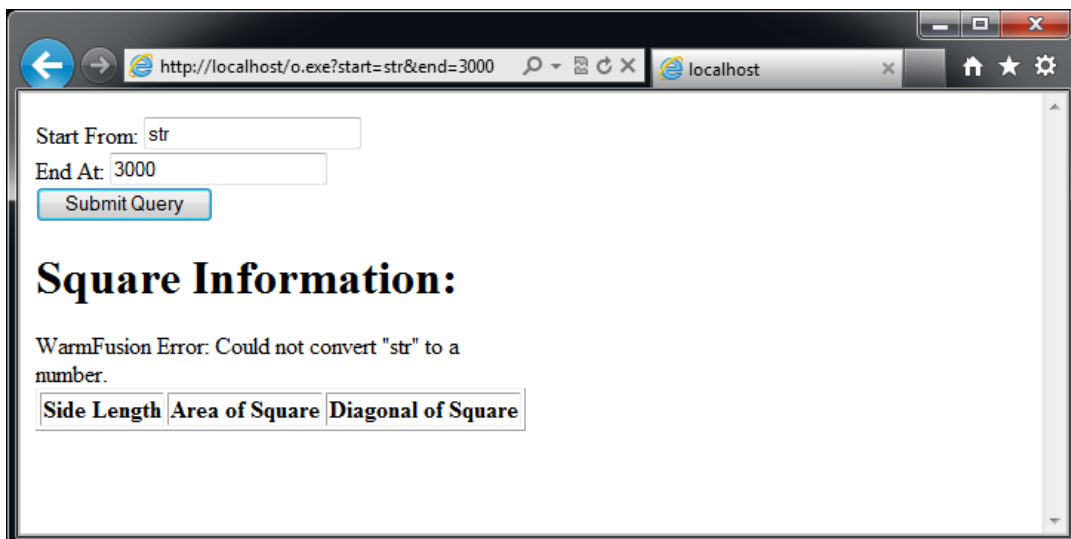 http://localhost/o.exe?start=str&end=3000
localhost
Start From: str
End At: 3000
Submit Query
Square Information:
WarmFusion Error: Could not convert "str" to a
number.
Side Length Area of Square Diagonal of Square